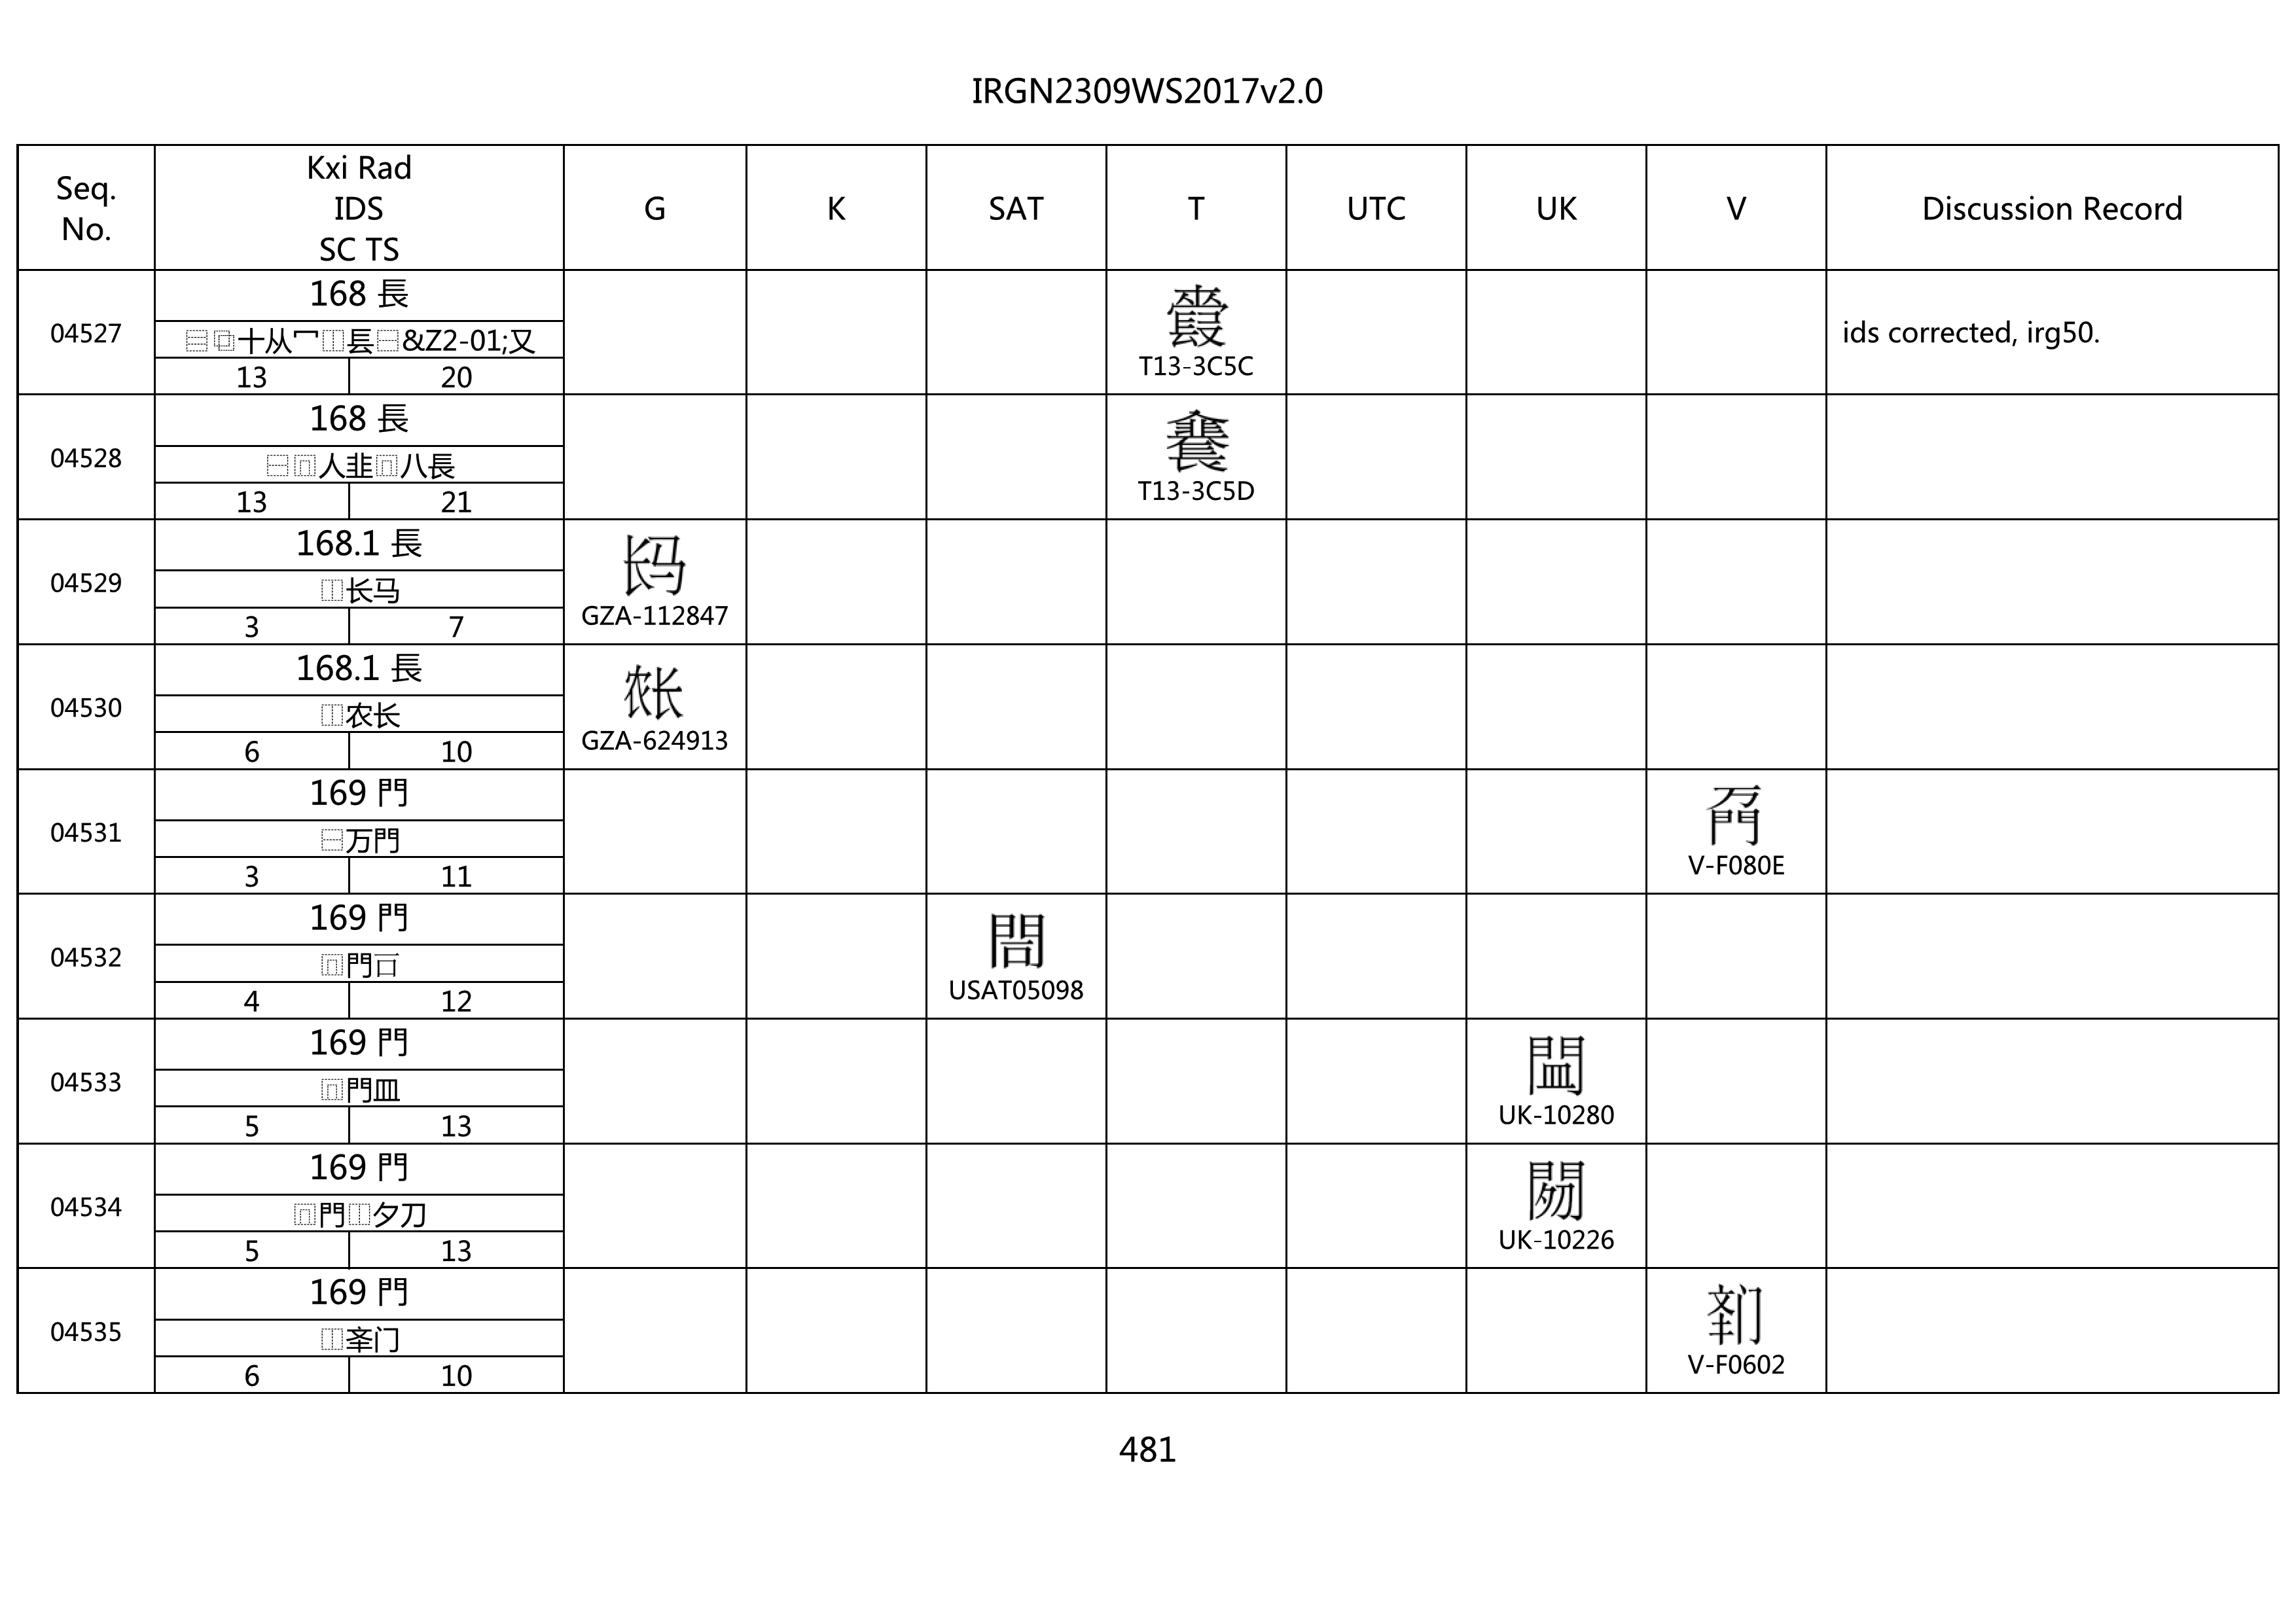 IRGN2309WS2017v2.0
Seq. No.
Kxi Rad
IDS
SC TS
G K SAT T UTC UK V Discussion Record
04527
168 長
⿳⿻十从冖⿰镸⿱&Z2-01;又
13 20
T13-3C5C
ids corrected, irg50.
04528
168 長
⿱⿵人韭⿵八長
13 21
T13-3C5D
04529
168.1 長
⿰长马
3 7
GZA-112847
04530
168.1 長
⿰农长
6 10
GZA-624913
04531
169 門
⿱万門
3 11
V-F080E
04532
169 門
⿵門𠮛
4 12
USAT05098
04533
169 門
⿵門皿
5 13
UK-10280
04534
169 門
⿵門⿰夕刀
5 13
UK-10226
04535
169 門
⿰㚏门
6 10
V-F0602
481